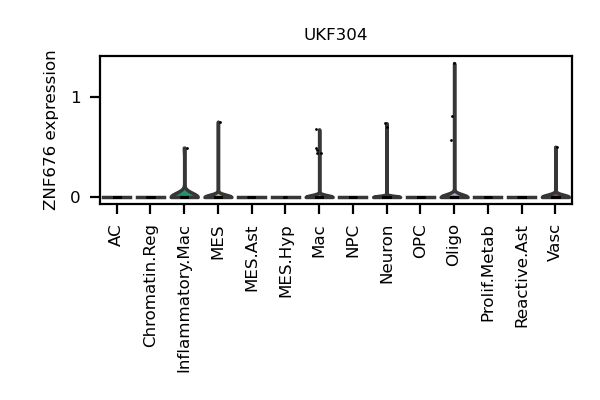 UKF304
ZNF676 expression
1
0
AC
Chromatin.Reg
Inflammatory.Mac
MES
MES.Ast
MES.Hyp
Mac
NPC
Neuron
OPC
Oligo
Prolif.Metab
Reactive.Ast
Vasc